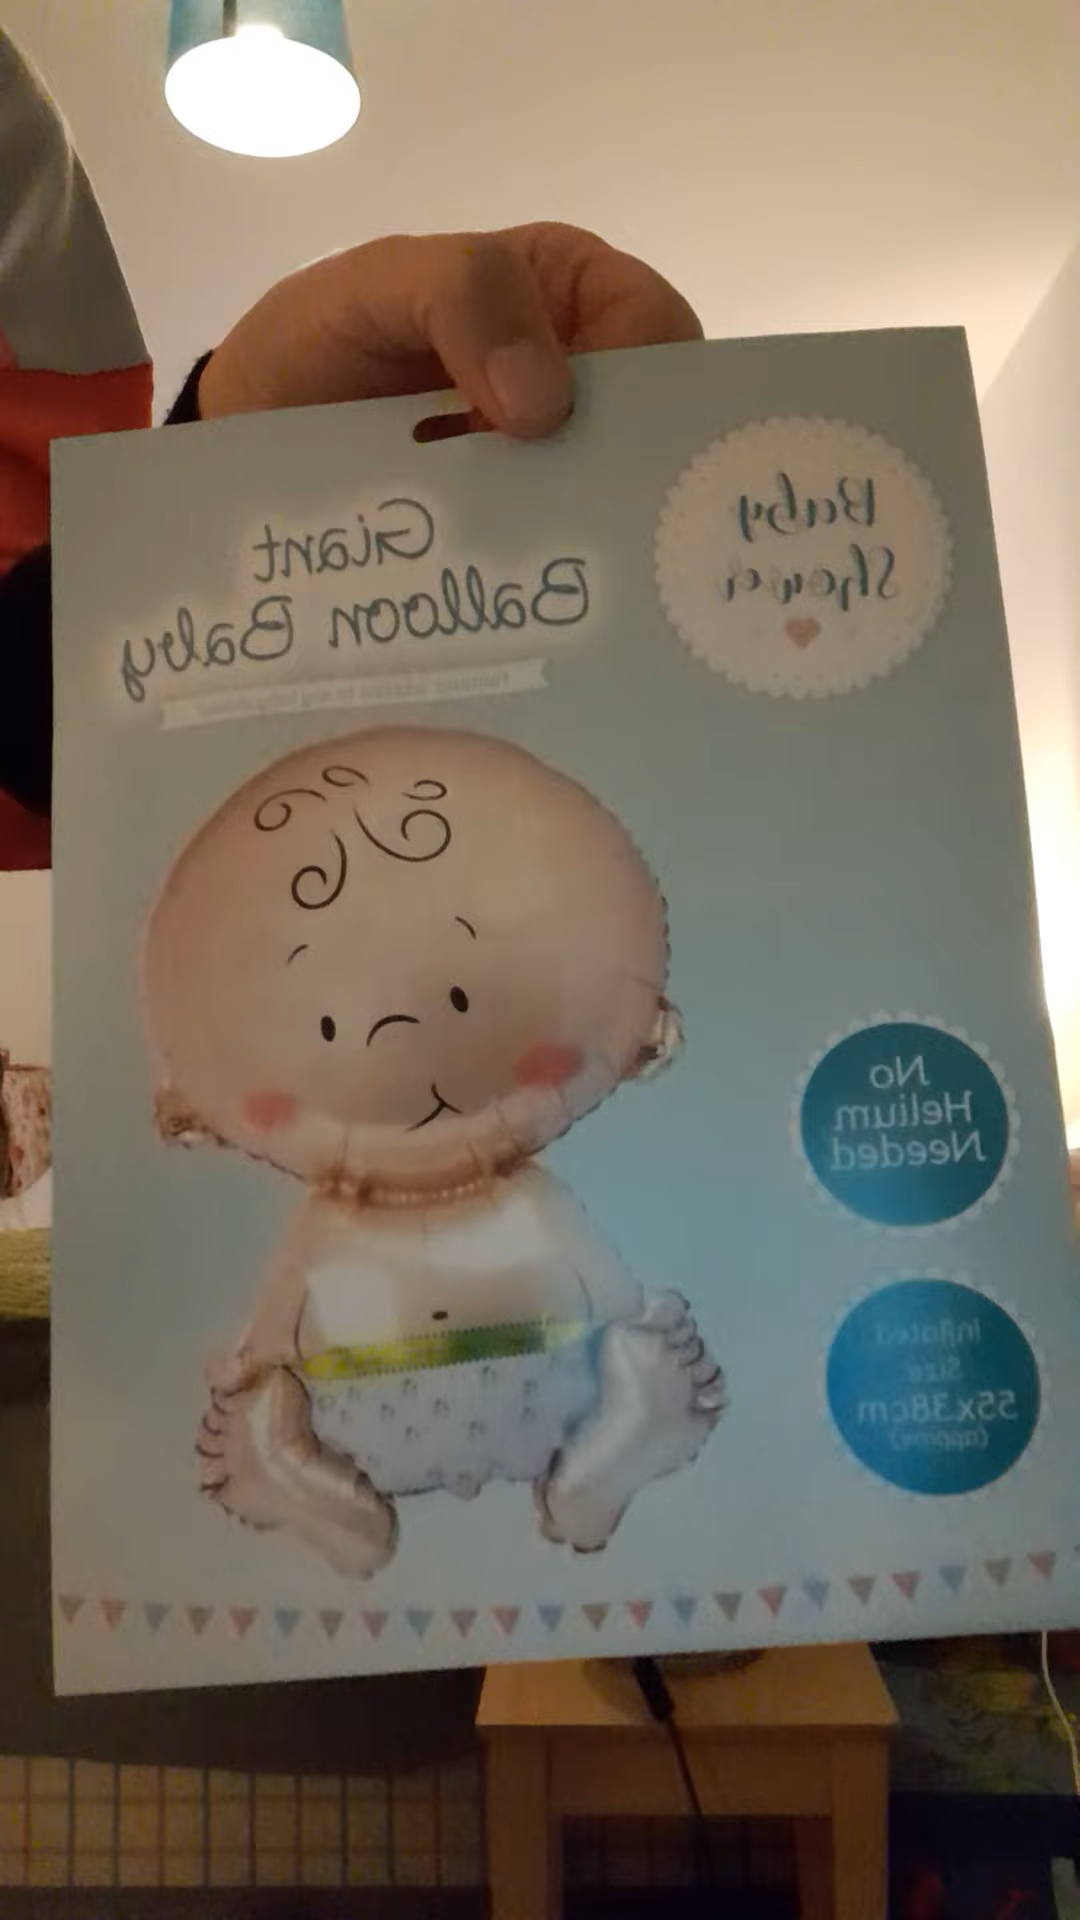 Giant
Balloon Baby
Baby
Shower
No
Helium
Needed
Inflated
Size
55x38cm
(approx)